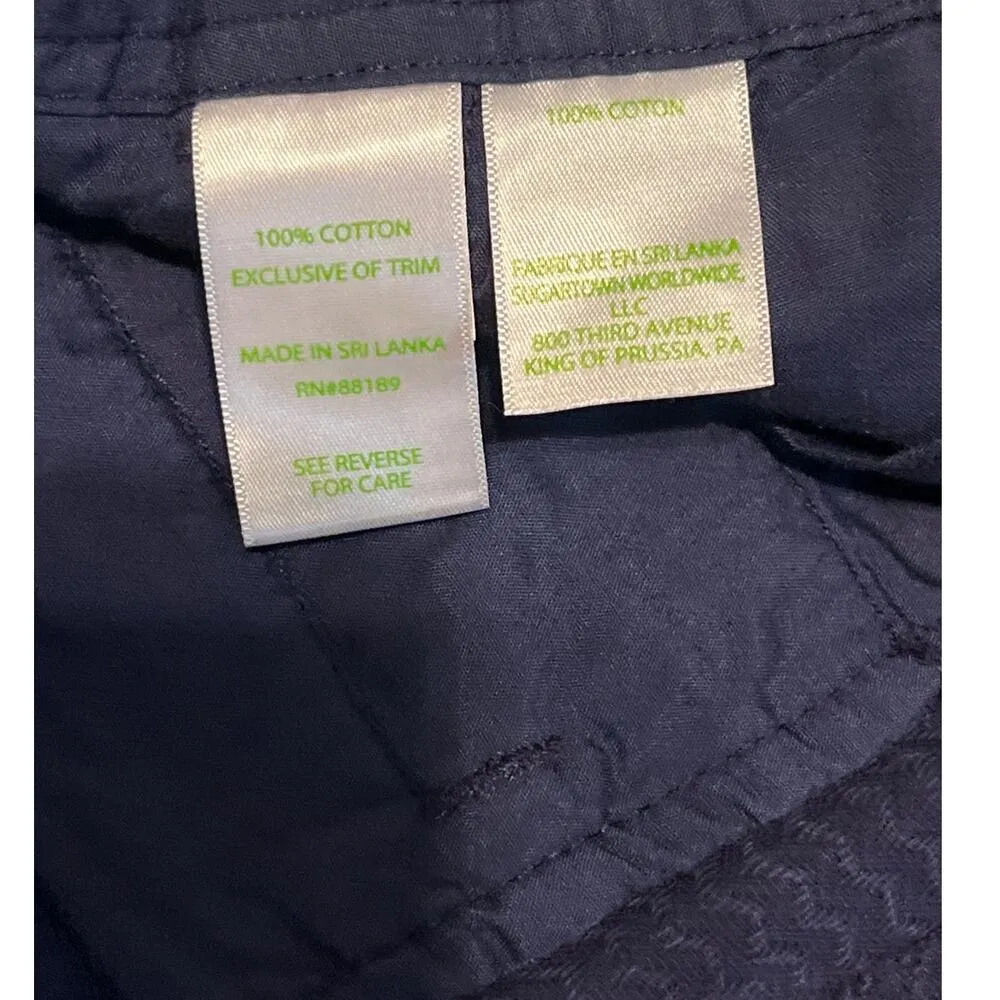 100% COTTON
EXCLUSIVE OF TRIM
MADE IN SRI LANKA
RN#88189
SEE REVERSE
FOR CARE
100% COTON
FABRIQUE EN SRI LANKA
SUGARTOWN WORLDWIDE,
LLC
800 THIRD AVENUE
KING OF PRUSSIA, PA